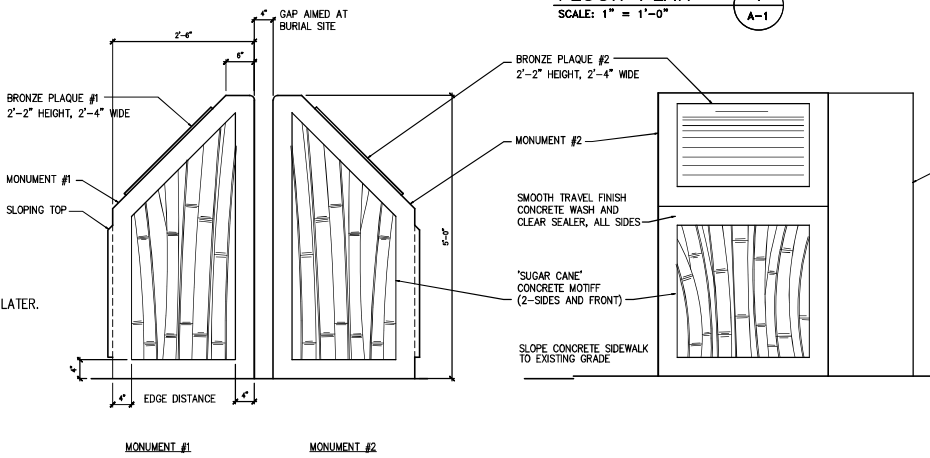 SCALE: 1" = 1'-0"
A-1
4"
GAP AIMED AT
BURIAL SITE
2'-6"
6"
BRONZE PLAQUE #1
2'-2" HEIGHT, 2'-4" WIDE
BRONZE PLAQUE #2
2'-2" HEIGHT, 2'-4" WIDE
MONUMENT #1
SLOPING TOP
MONUMENT #2
SMOOTH TRAVEL FINISH
CONCRETE WASH AND
CLEAR SEALER, ALL SIDES
5'-0"
'SUGAR CANE'
CONCRETE MOTIFF
(2-SIDES AND FRONT)
LATER.
SLOPE CONCRETE SIDEWALK
TO EXISTING GRADE
4"
4"
EDGE DISTANCE
4"
MONUMENT #1
MONUMENT #2